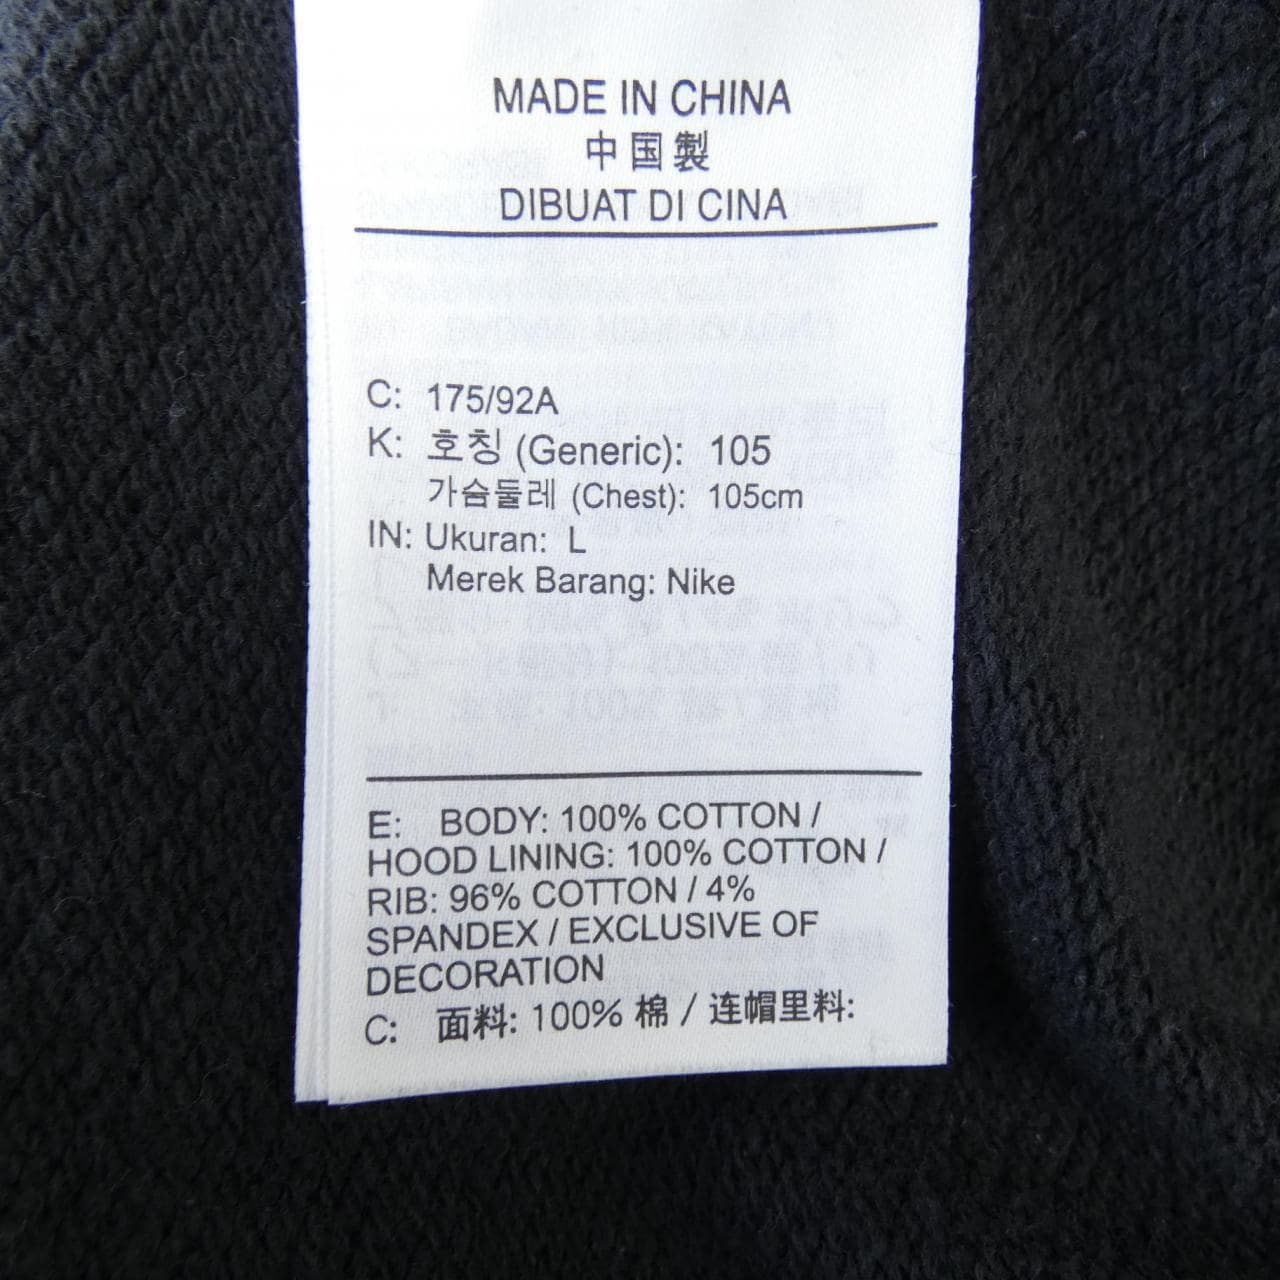 MADE IN CHINA
中国製
DIBUAT DI CINA
C: 175/92A
K: 호칭 (Generic): 105
가슴둘레 (Chest): 105cm
IN: Ukuran: L
Merek Barang: Nike
E: BODY: 100% COTTON /
HOOD LINING: 100% COTTON /
RIB: 96% COTTON / 4%
SPANDEX / EXCLUSIVE OF
DECORATION
C: 面料: 100% 棉 / 连帽里料: